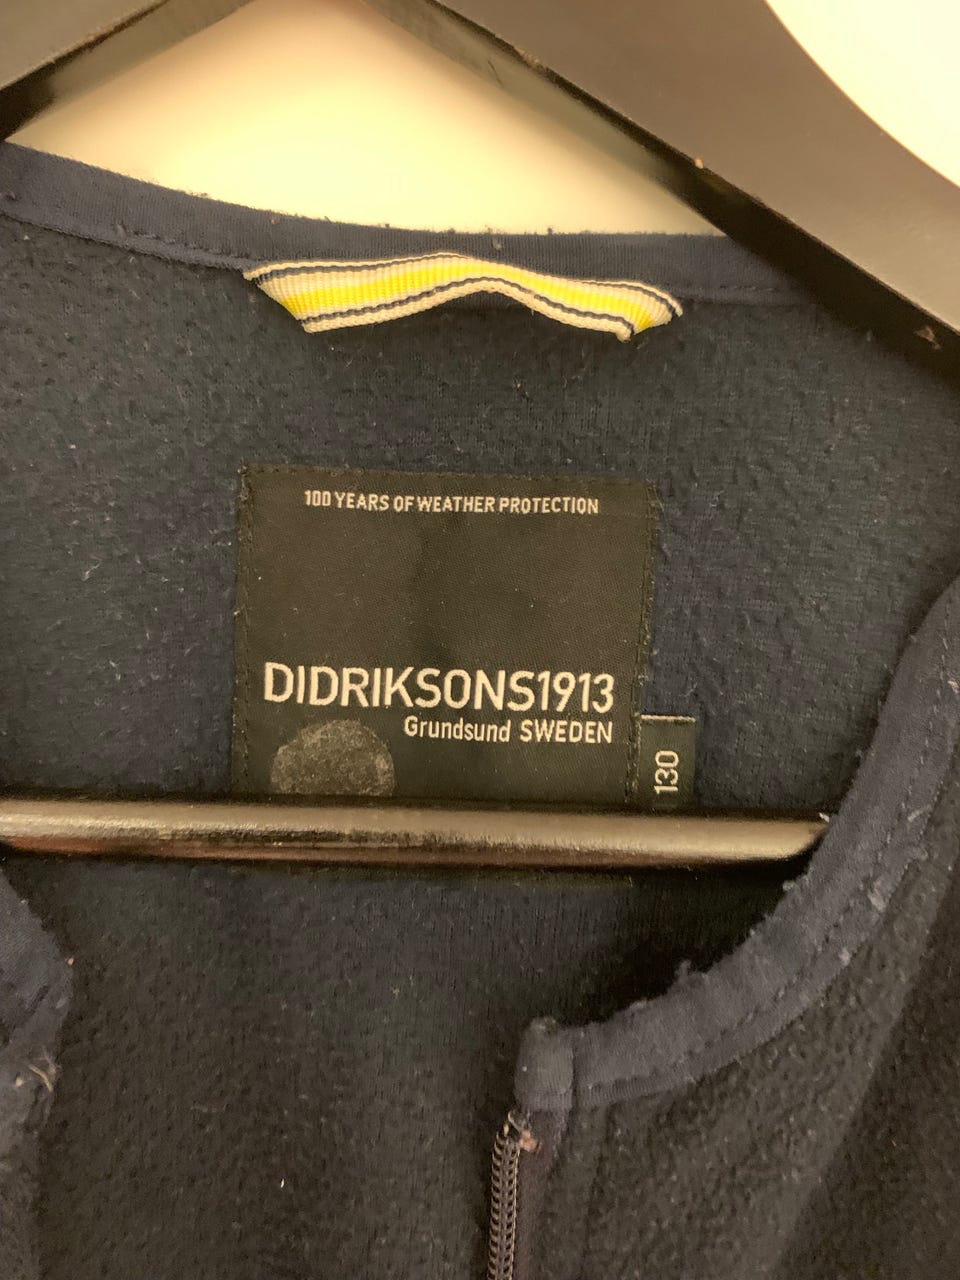 100 YEARS OF WEATHER PROTECTION
DIDRIKSONS1913
Grundsund SWEDEN
130